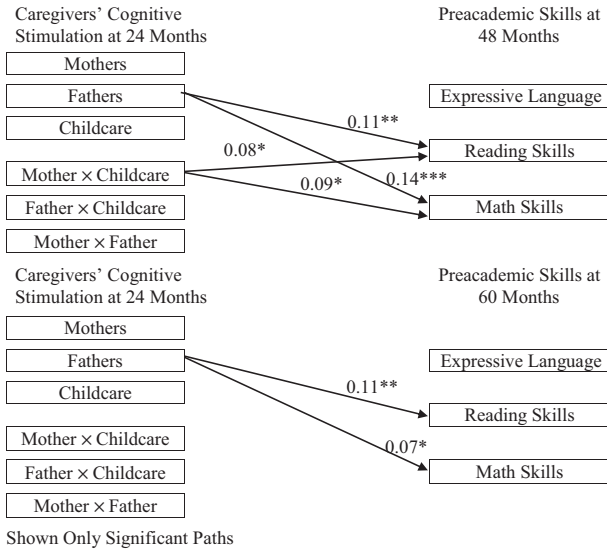 Caregivers' Cognitive
Stimulation at 24 Months
Preacademic Skills at
48 Months
Mothers
Fathers
Childcare
Mother × Childcare
Father × Childcare
Mother × Father
Expressive Language
Reading Skills
Math Skills
0.11**
0.08*
0.14***
0.09*
Caregivers' Cognitive
Stimulation at 24 Months
Preacademic Skills at
60 Months
Mothers
Fathers
Childcare
Mother × Childcare
Father × Childcare
Mother × Father
Expressive Language
Reading Skills
Math Skills
0.11**
0.07*
Shown Only Significant Paths